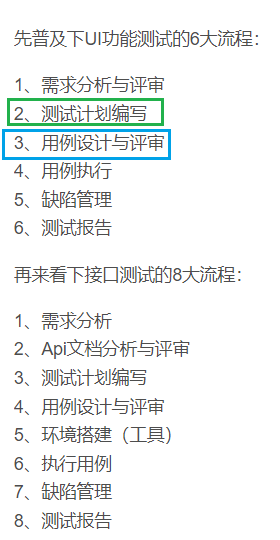 先普及下UI功能测试的6大流程：
1、需求分析与评审
2、测试计划编写
3、用例设计与评审
4、用例执行
5、缺陷管理
6、测试报告
再来看下接口测试的8大流程：
1、需求分析
2、Api文档分析与评审
3、测试计划编写
4、用例设计与评审
5、环境搭建（工具）
6、执行用例
7、缺陷管理
8、测试报告